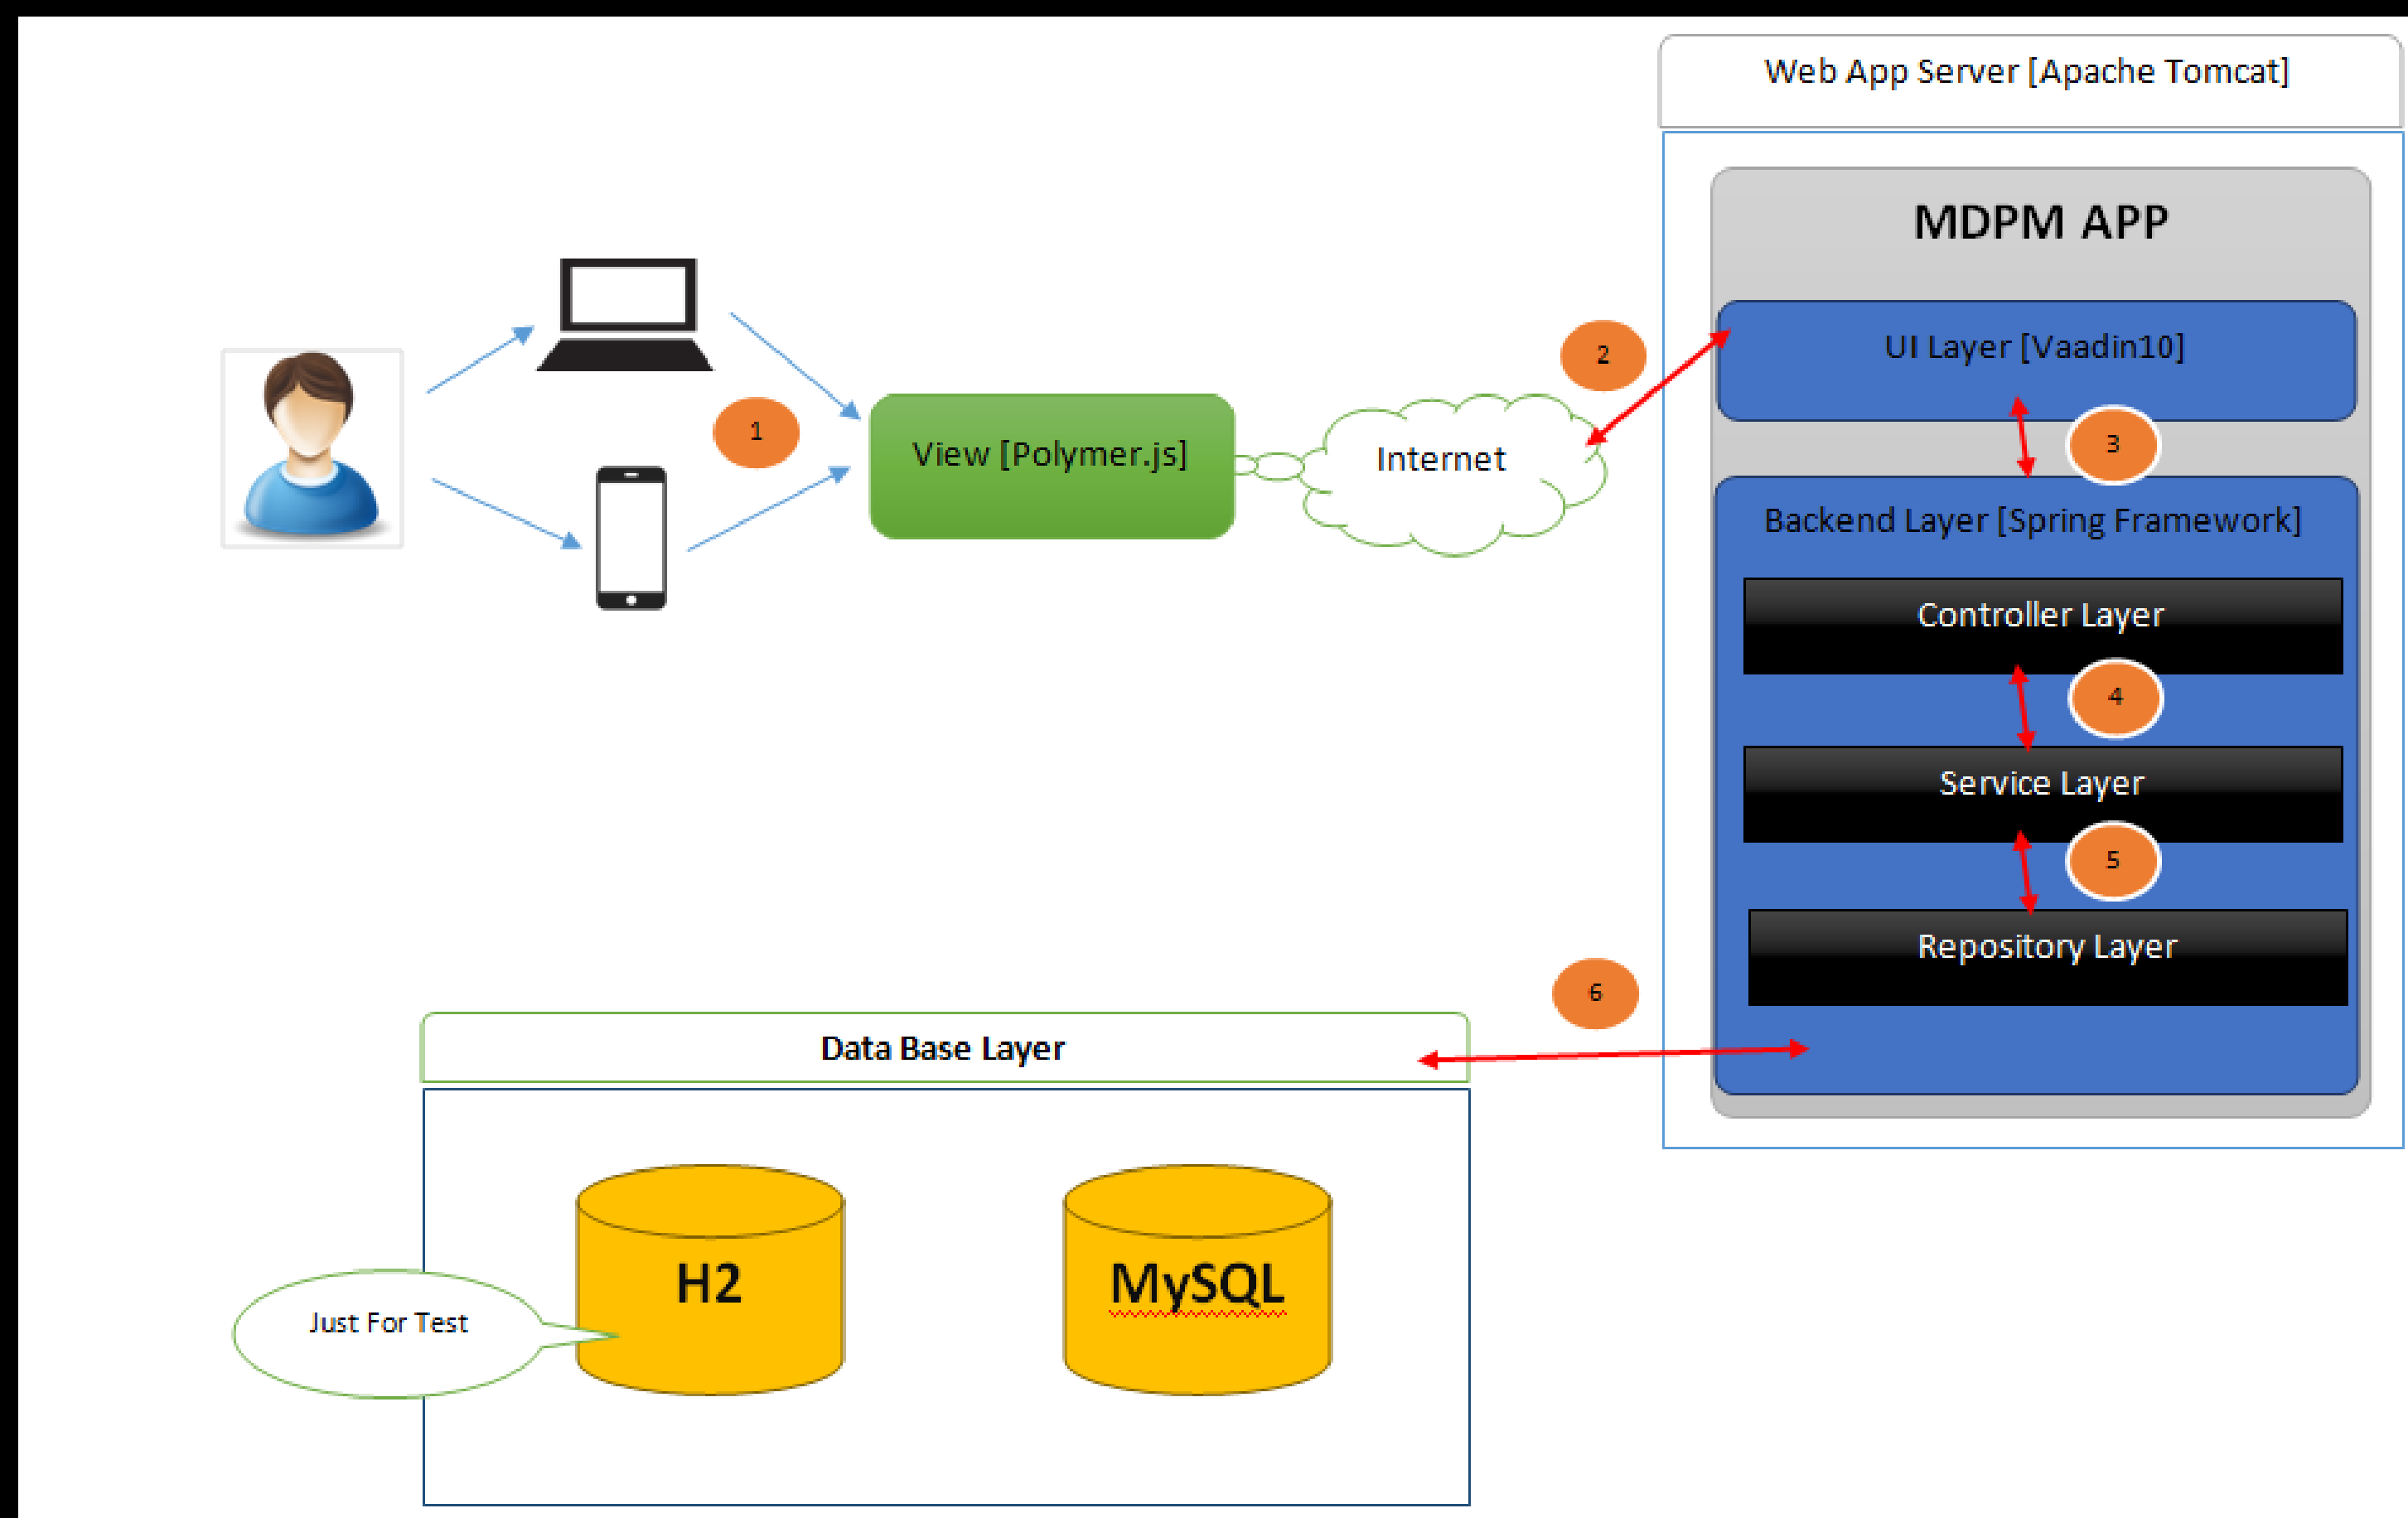 Web App Server [Apache Tomcat]
MDPM APP
UI Layer [Vaadin10]
2
1
3
View [Polymer.js]
Internet
Backend Layer [Spring Framework]
Controller Layer
4
Service Layer
5
Repository Layer
6
Data Base Layer
H2
MySQL
Just For Test